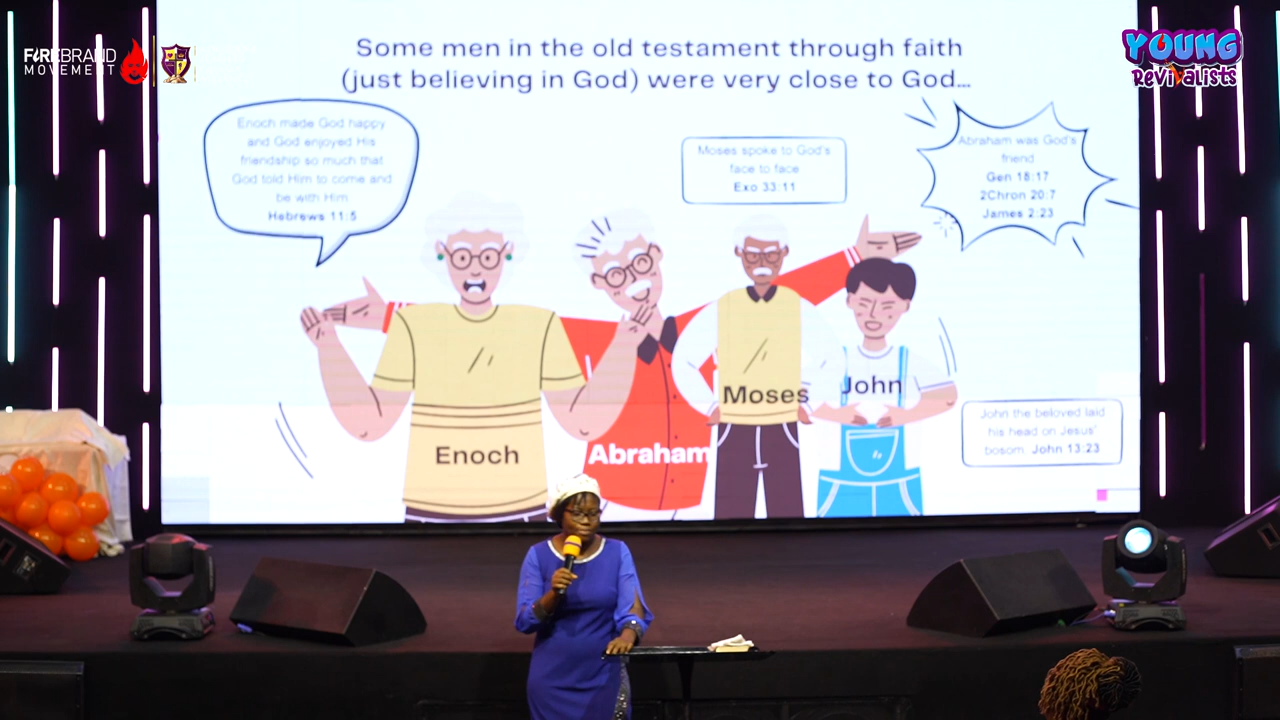 FIREBRAND
MOVEMENT
YOUNG
ReviValists
Some men in the old testament through faith
(just believing in God) were very close to God...
Enoch made God happy
and God enjoyed His
friendship so much that
God told Him to come and
be with Him
Hebrews 11:5
Moses spoke to God's
face to face
Exo 33:11
Abraham was God's
friend
Gen 18:17
2Chron 20:7
James 2:23
Enoch
Abraham
Moses
John
John the beloved laid
his head on Jesus'
bosom. John 13:23